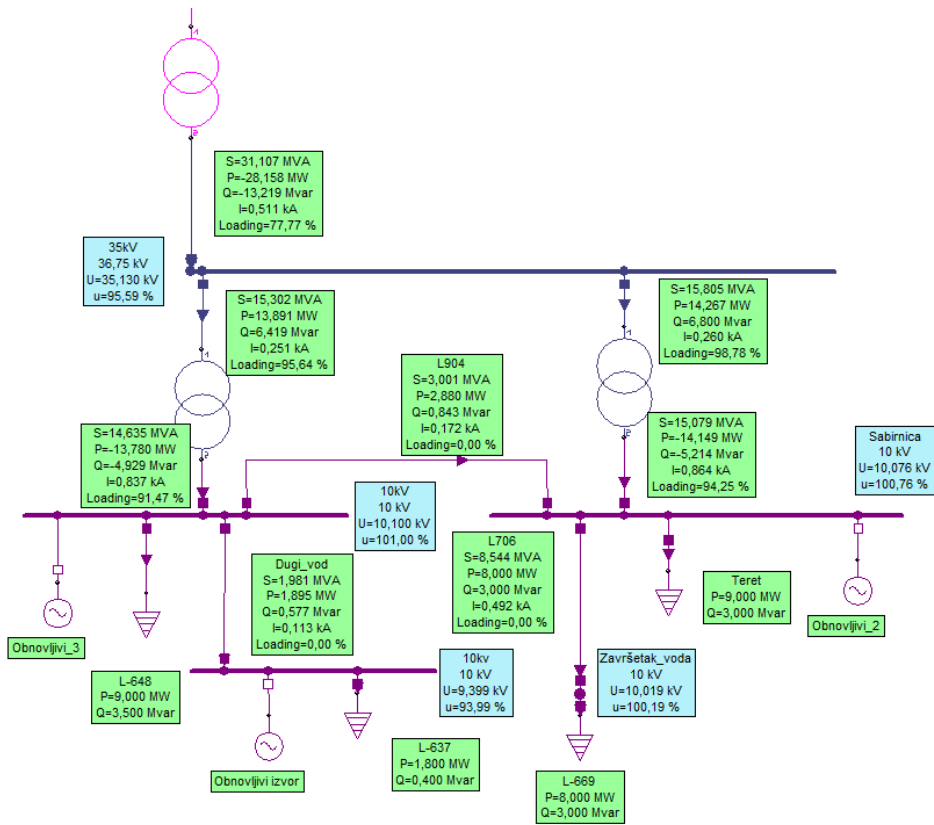 1
2
S=31,107 MVA
P=-28,158 MW
Q=-13,219 Mvar
I=0,511 kA
Loading=77,77 %
35kV
36,75 kV
U=35,130 kV
u=95,59 %
S=15,302 MVA
P=13,891 MW
Q=6,419 Mvar
I=0,251 kA
Loading=95,64 %
1
2
S=15,805 MVA
P=14,267 MW
Q=6,800 Mvar
I=0,260 kA
Loading=98,78 %
1
2
L904
S=3,001 MVA
P=2,880 MW
Q=0,843 Mvar
I=0,172 kA
Loading=0,00 %
S=14,635 MVA
P=-13,780 MW
Q=-4,929 Mvar
I=0,837 kA
Loading=91,47 %
S=15,079 MVA
P=-14,149 MW
Q=-5,214 Mvar
I=0,864 kA
Loading=94,25 %
Sabirnica
10 kV
U=10,076 kV
u=100,76 %
10kV
10 kV
U=10,100 kV
u=101,00 %
Dugi_vod
S=1,981 MVA
P=1,895 MW
Q=0,577 Mvar
I=0,113 kA
Loading=0,00 %
L706
S=8,544 MVA
P=8,000 MW
Q=3,000 Mvar
I=0,492 kA
Loading=0,00 %
Teret
P=9,000 MW
Q=3,000 Mvar
Obnovljivi_3
Obnovljivi_2
L-648
P=9,000 MW
Q=3,500 Mvar
10kv
10 kV
U=9,399 kV
u=93,99 %
Završetak_voda
10 kV
U=10,019 kV
u=100,19 %
Obnovljivi izvor
L-637
P=1,800 MW
Q=0,400 Mvar
L-669
P=8,000 MW
Q=3,000 Mvar